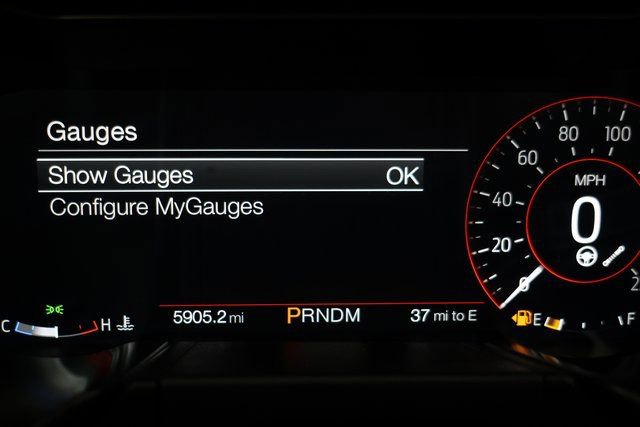 Gauges
Show Gauges OK
Configure MyGauges
0 20 40 60 80 100
MPH
0
C H
5905.2 mi PRNDM 37 mi to E
E F